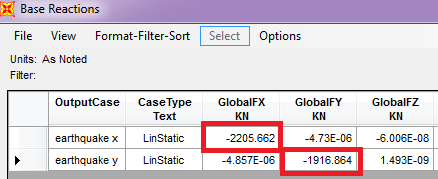 Base Reactions
File View Format-Filter-Sort Select Options
Units: As Noted
Filter:
OutputCase CaseType GlobalFX GlobalFY GlobalFZ
Text KN KN KN
earthquake x LinStatic -2205.662 -4.73E-06 -6.006E-08
earthquake y LinStatic -4.857E-06 -1916.864 1.493E-09